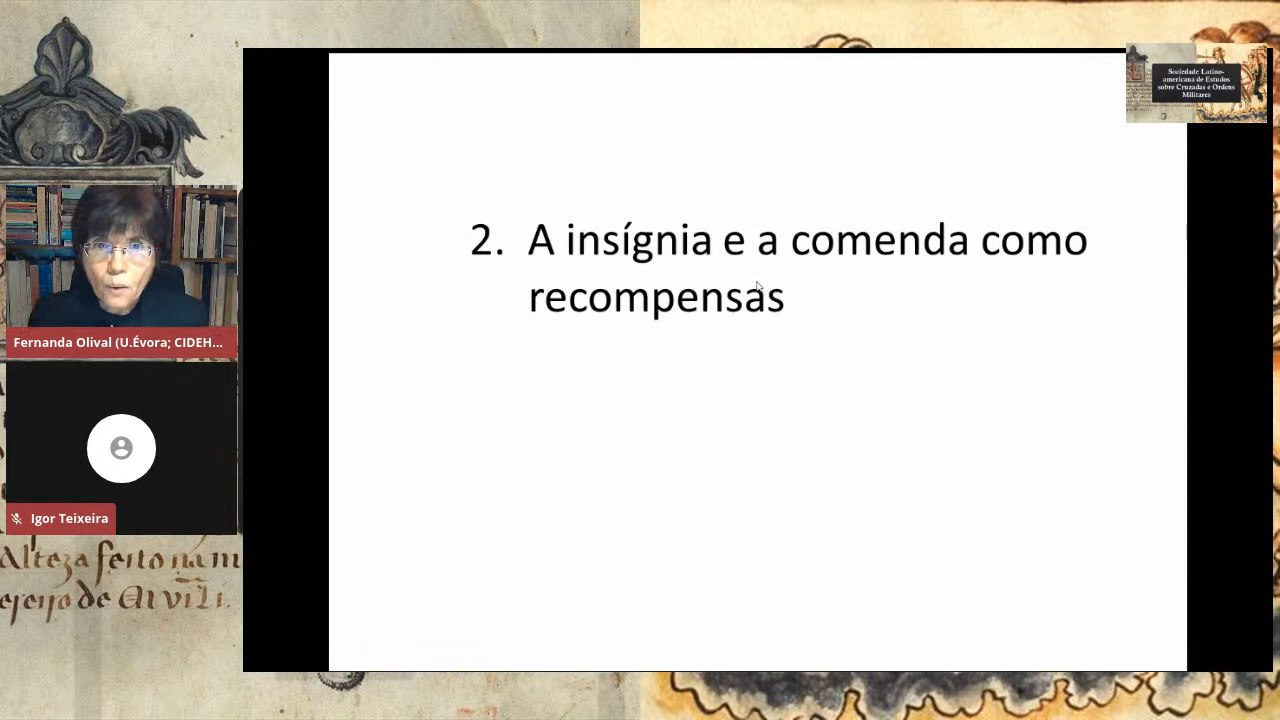 Sociedade Latino-
americana de Estudos
sobre Cruzadas e Ordens
Militares
2. A insígnia e a comenda como
recompensas
Fernanda Olival (U.Évora; CIDEH...
Igor Teixeira
Alteza feito nam